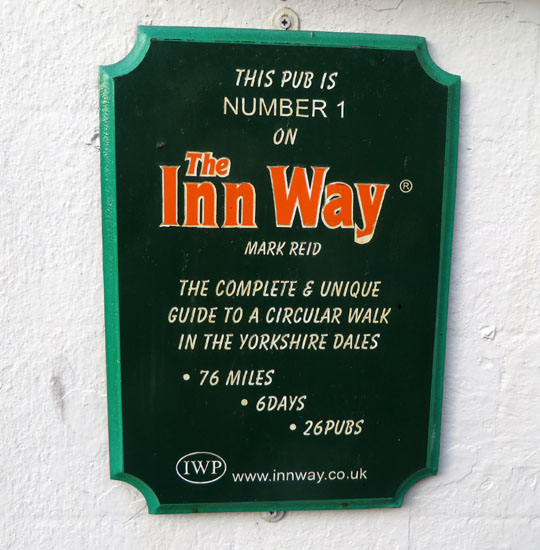 THIS PUB IS
NUMBER 1
ON
The
Inn Way ®
MARK REID
THE COMPLETE & UNIQUE
GUIDE TO A CIRCULAR WALK
IN THE YORKSHIRE DALES
• 76 MILES
• 6DAYS
• 26PUBS
IWP www.innway.co.uk